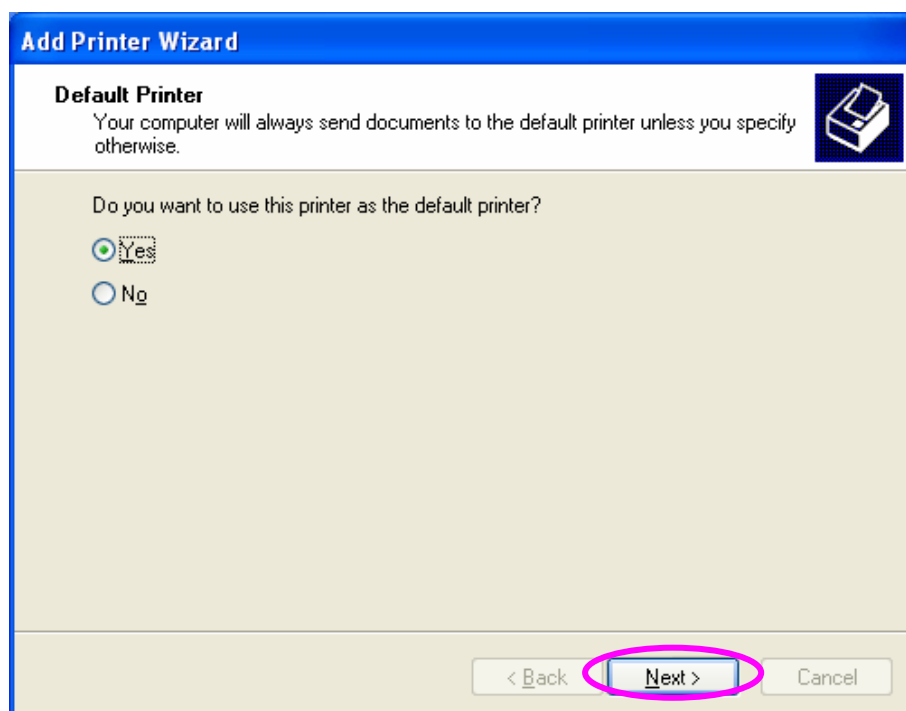 Add Printer Wizard
Default Printer
Your computer will always send documents to the default printer unless you specify
otherwise.
Do you want to use this printer as the default printer?
Yes
No
< Back
Next >
Cancel